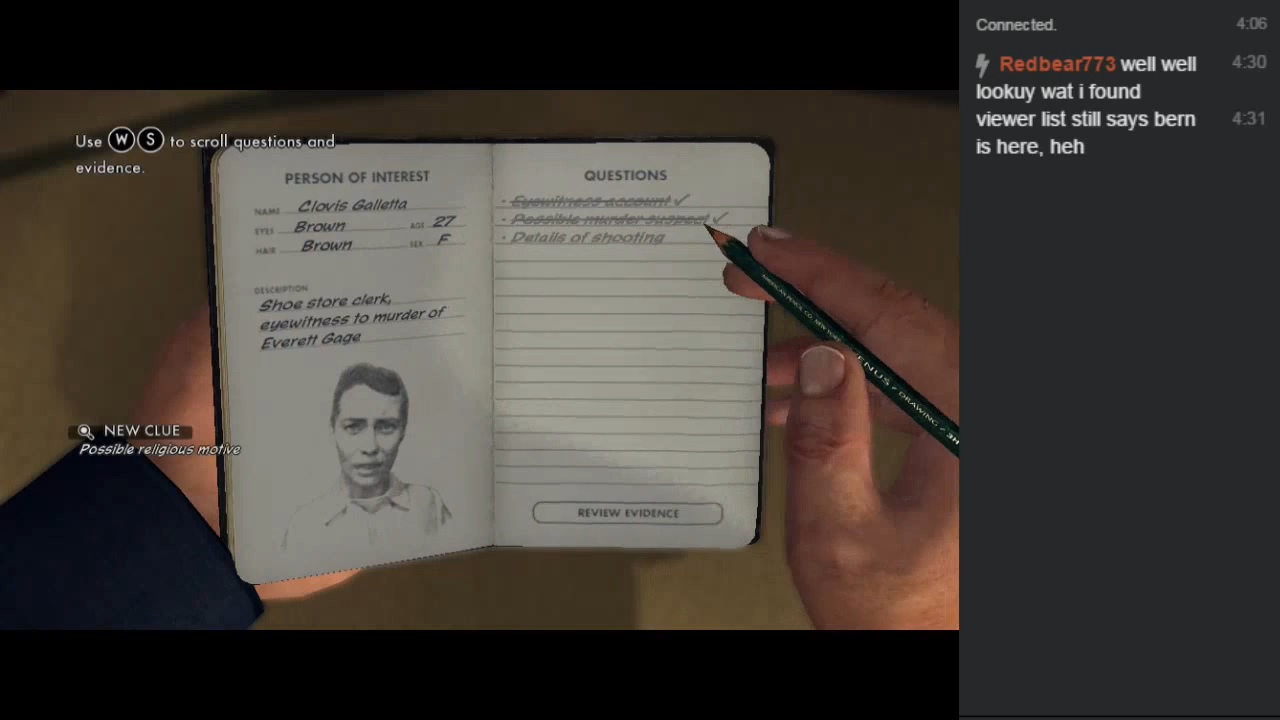 Use W S to scroll questions and
evidence.
PERSON OF INTEREST
NAME Clovis Galletta
EYES Brown AGE 27
HAIR Brown SEX F
DESCRIPTION
Shoe store clerk,
eyewitness to murder of
Everett Gage
NEW CLUE
Possible religious motive
QUESTIONS
- Eyewitness account ✓
- Possible murder suspect ✓
- Details of shooting
REVIEW EVIDENCE
VENUS DRAWING 3H
Connected. 4:06
Redbear773 well well 4:30
lookuy wat i found
viewer list still says bern 4:31
is here, heh